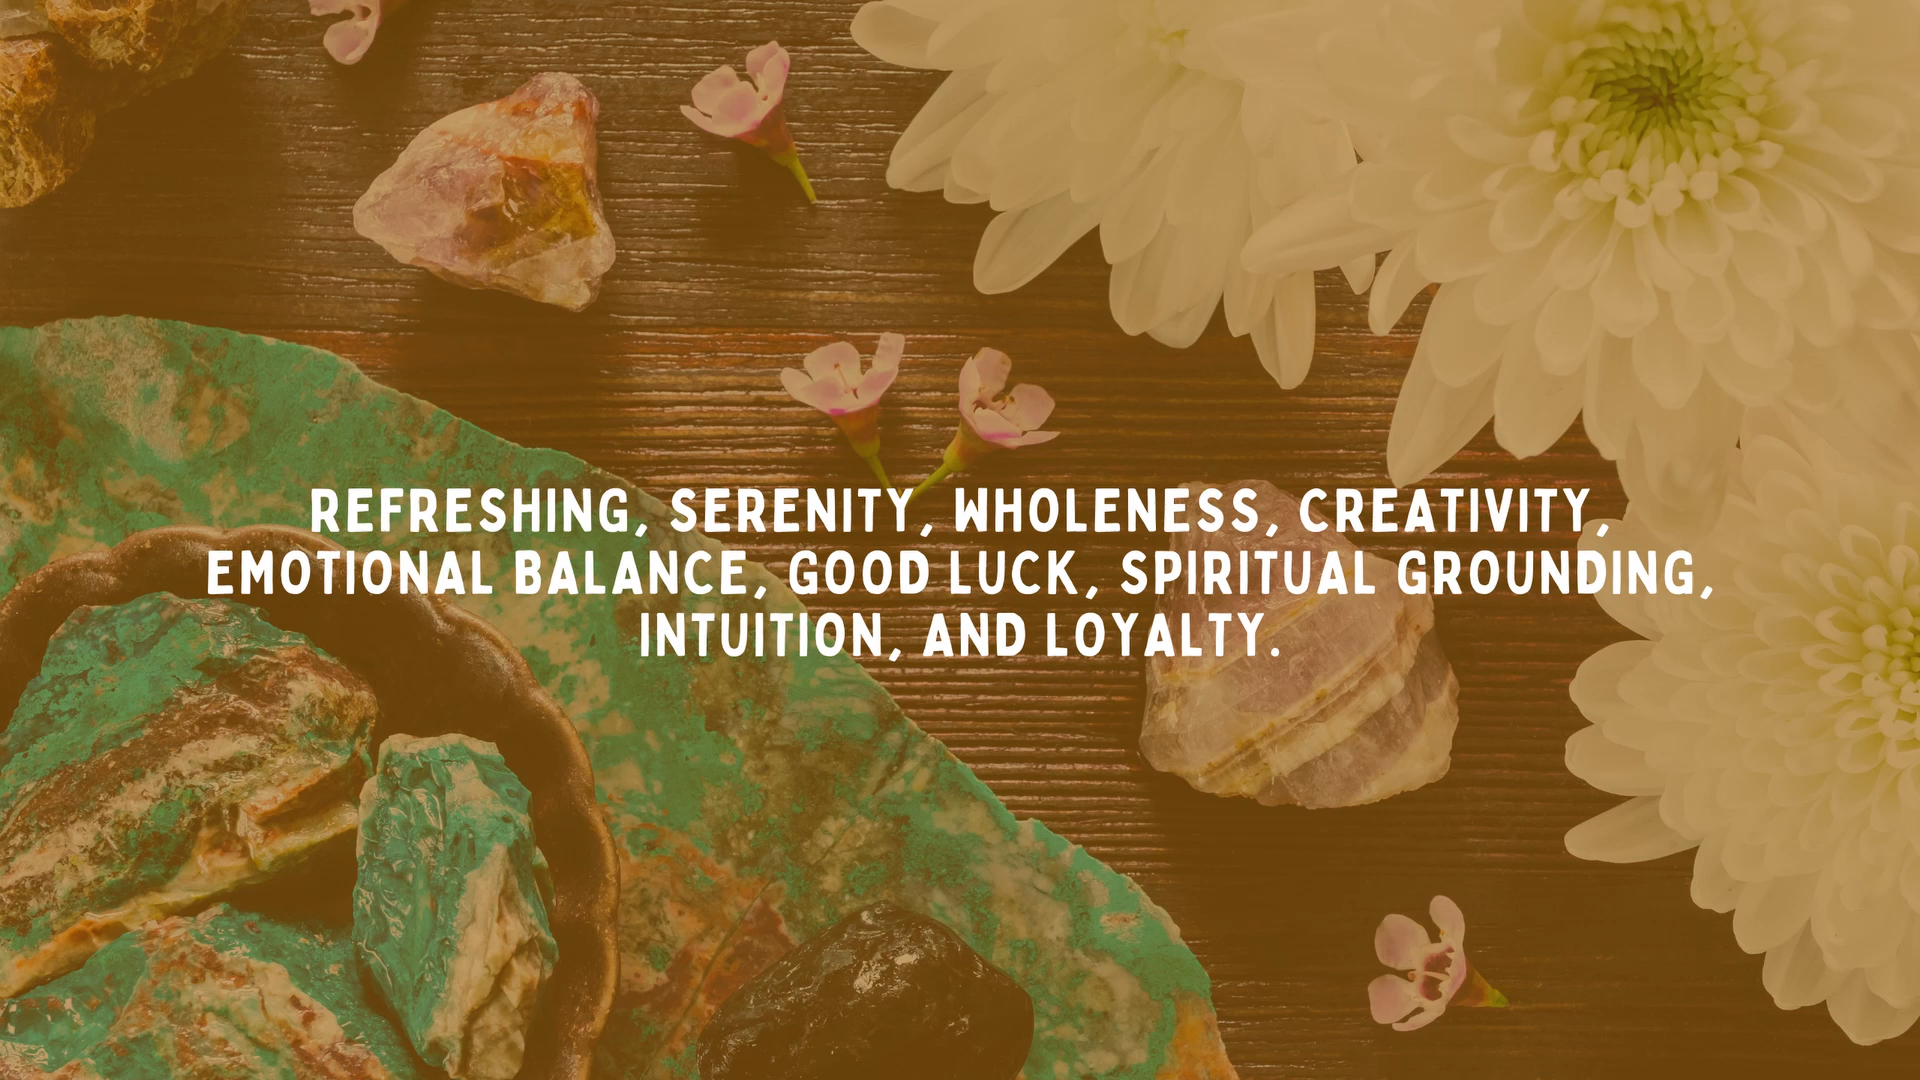 REFRESHING, SERENITY, WHOLENESS, CREATIVITY,
EMOTIONAL BALANCE, GOOD LUCK, SPIRITUAL GROUNDING,
INTUITION, AND LOYALTY.